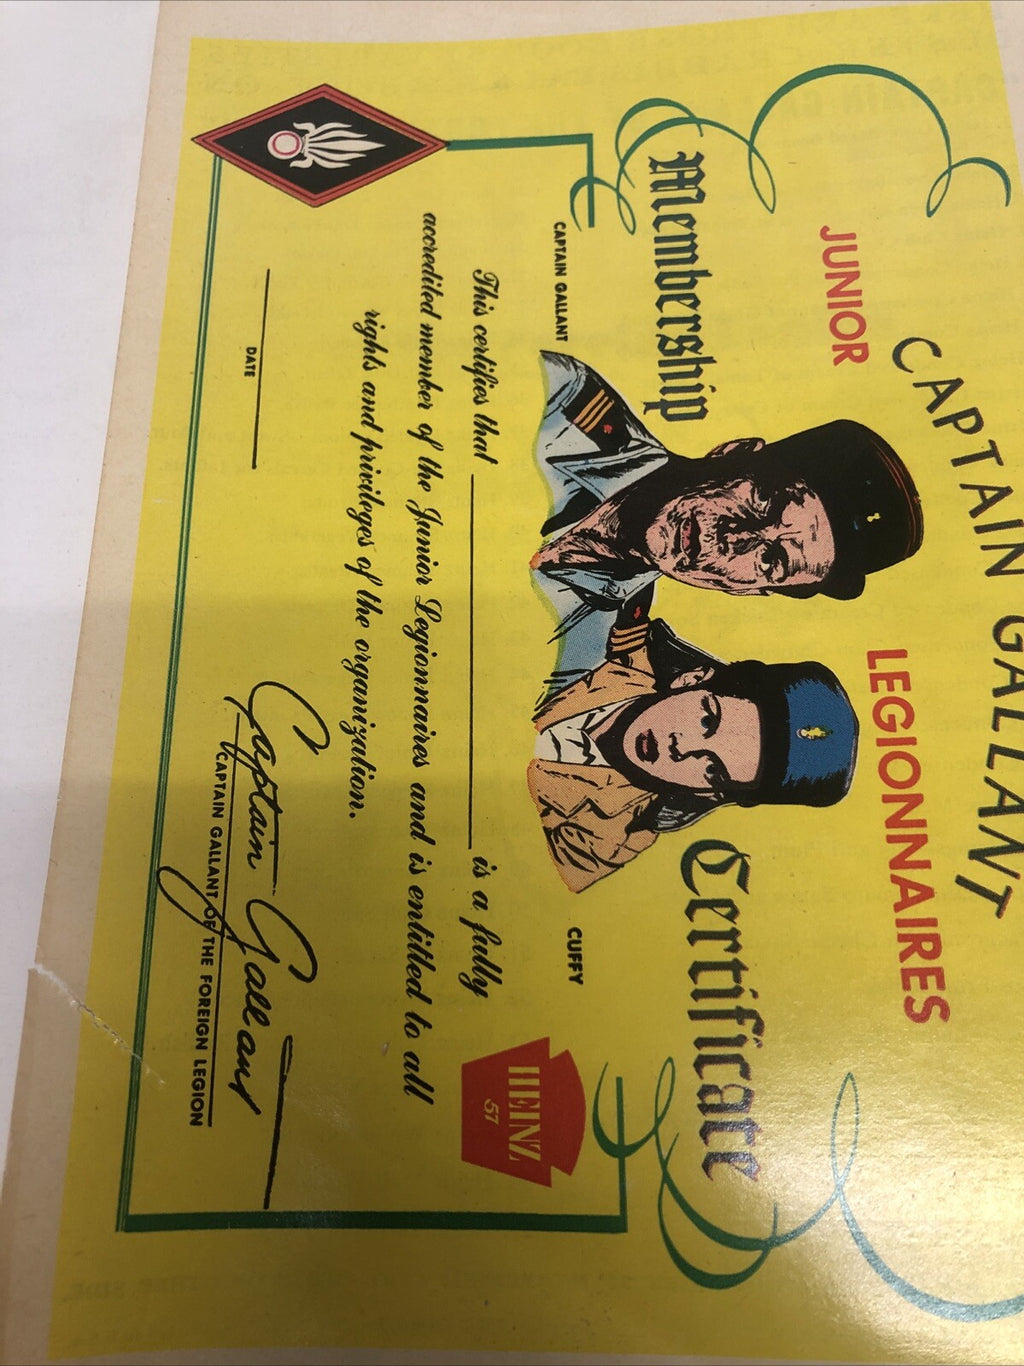 CAPTAIN GALLANT
JUNIOR LEGIONNAIRES
Membership Certificate
CAPTAIN GALLANT
CUFFY
This certifies that ____________ is a fully
accredited member of the Junior Legionnaires and is entitled to all
rights and privileges of the organization.
HEINZ
57
DATE
Captain Gallant
CAPTAIN GALLANT OF THE FOREIGN LEGION